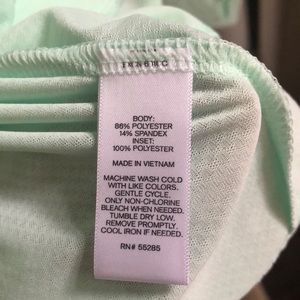 BODY:
86% POLYESTER
14% SPANDEX
INSET:
100% POLYESTER
MADE IN VIETNAM
MACHINE WASH COLD
WITH LIKE COLORS,
GENTLE CYCLE,
ONLY NON-CHLORINE
BLEACH WHEN NEEDED.
TUMBLE DRY LOW.
REMOVE PROMPTLY.
COOL IRON IF NEEDED.
RN# 55285